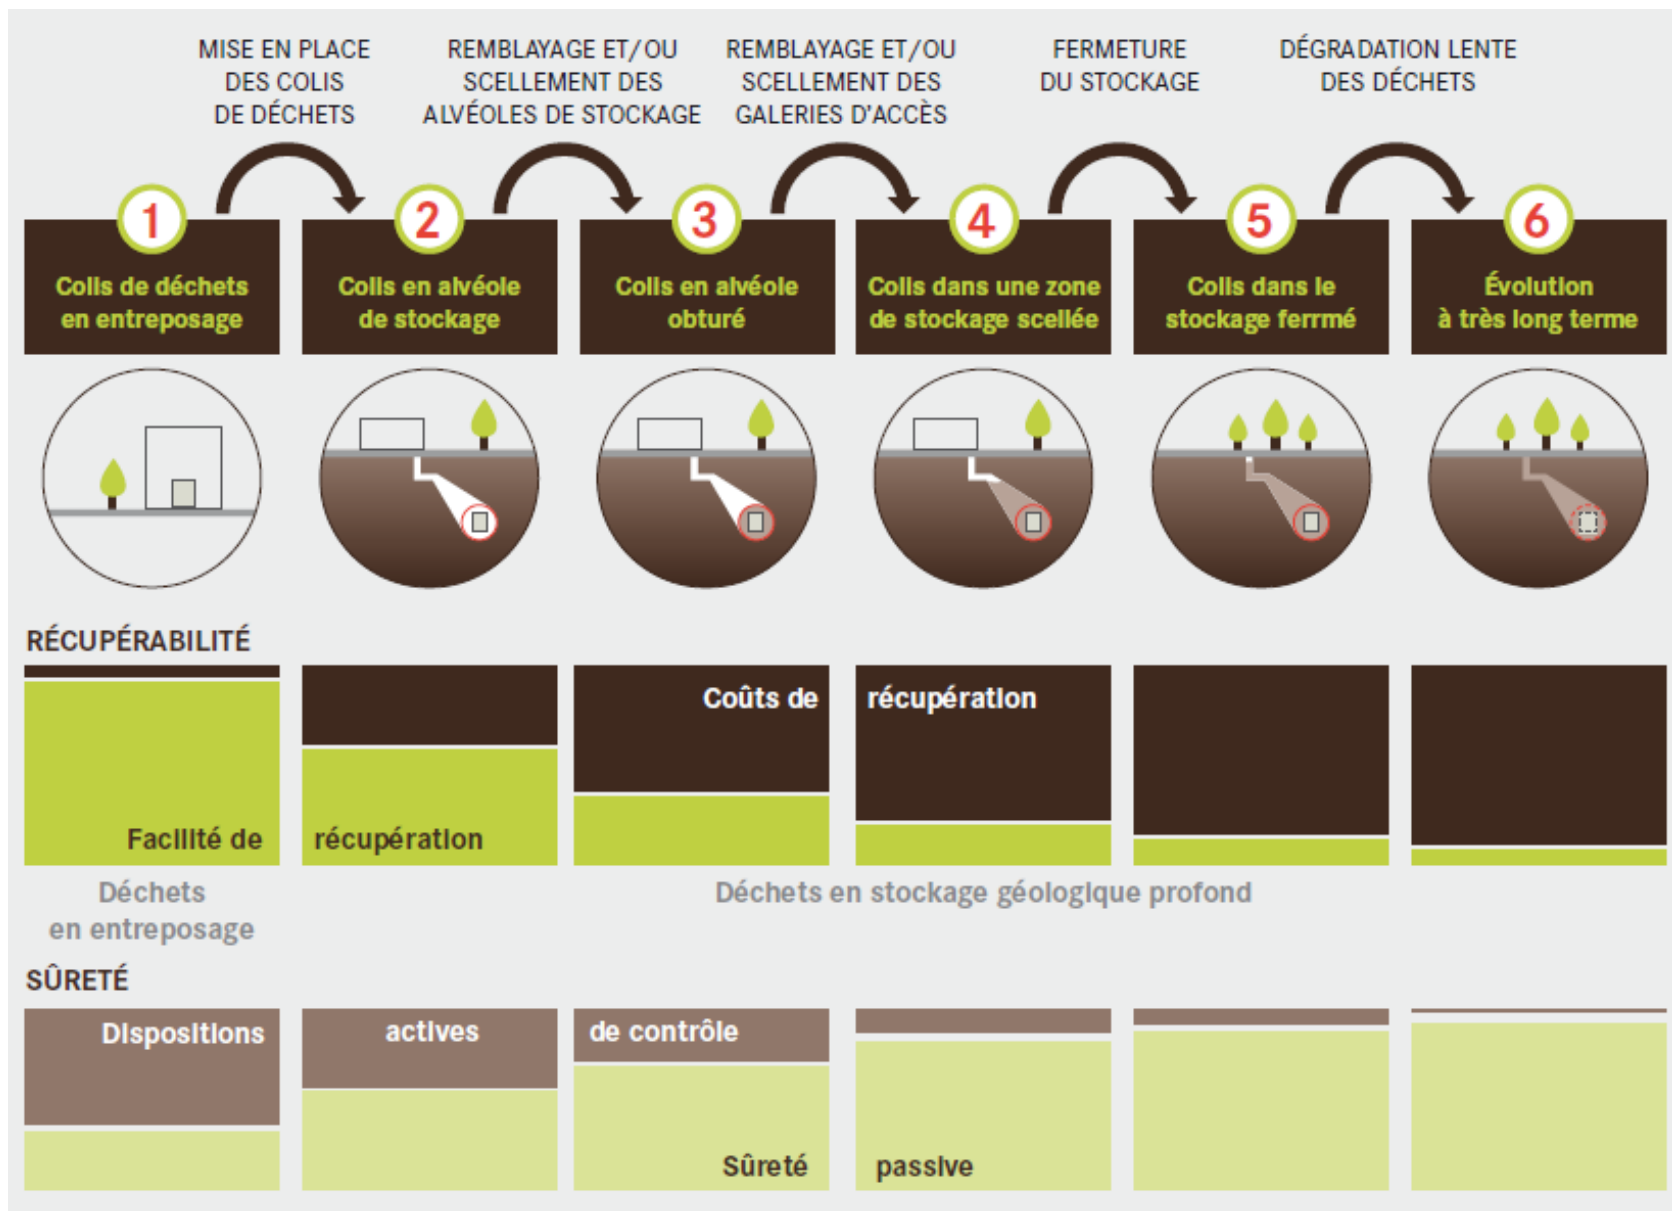 MISE EN PLACE
DES COLIS
DE DÉCHETS
REMBLAYAGE ET/OU
SCELLEMENT DES
ALVÉOLES DE STOCKAGE
REMBLAYAGE ET/OU
SCELLEMENT DES
GALERIES D'ACCÈS
FERMETURE
DU STOCKAGE
DÉGRADATION LENTE
DES DÉCHETS
1
Colis de déchets
en entreposage
2
Colis en alvéole
de stockage
3
Colis en alvéole
obturé
4
Colis dans une zone
de stockage scellée
5
Colis dans le
stockage ferrmé
6
Évolution
à très long terme
RÉCUPÉRABILITÉ
Coûts de récupération
Facilité de récupération
Déchets
en entreposage
Déchets en stockage géologique profond
SÛRETÉ
Dispositions actives de contrôle
Sûreté passive